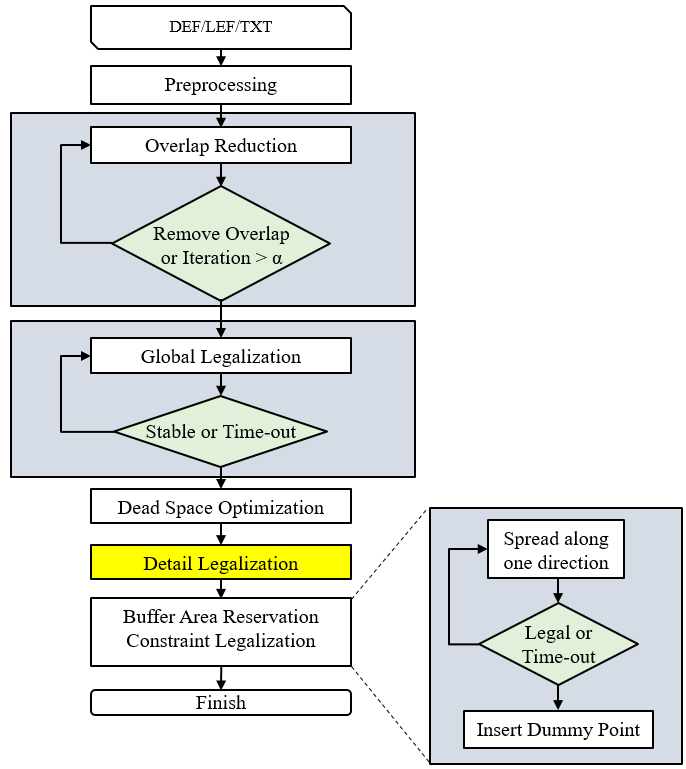 DEF/LEF/TXT
Preprocessing
Overlap Reduction
Remove Overlap
or Iteration > α
Global Legalization
Stable or Time-out
Dead Space Optimization
Detail Legalization
Buffer Area Reservation
Constraint Legalization
Finish
Spread along
one direction
Legal or
Time-out
Insert Dummy Point